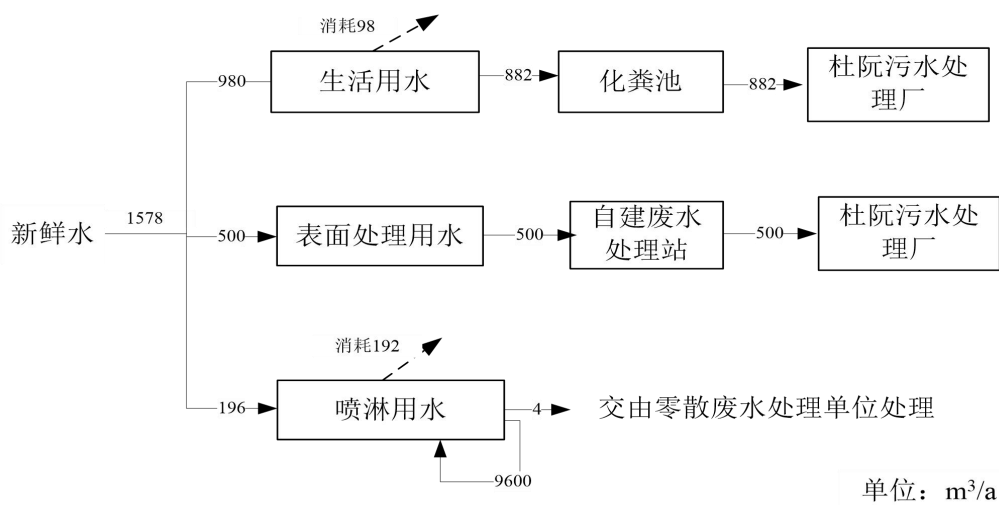 消耗98
980
生活用水
882
化粪池
882
杜阮污水处
理厂
新鲜水
1578
500
表面处理用水
500
自建废水
处理站
500
杜阮污水处
理厂
消耗192
196
喷淋用水
4
交由零散废水处理单位处理
9600
单位：m³/a